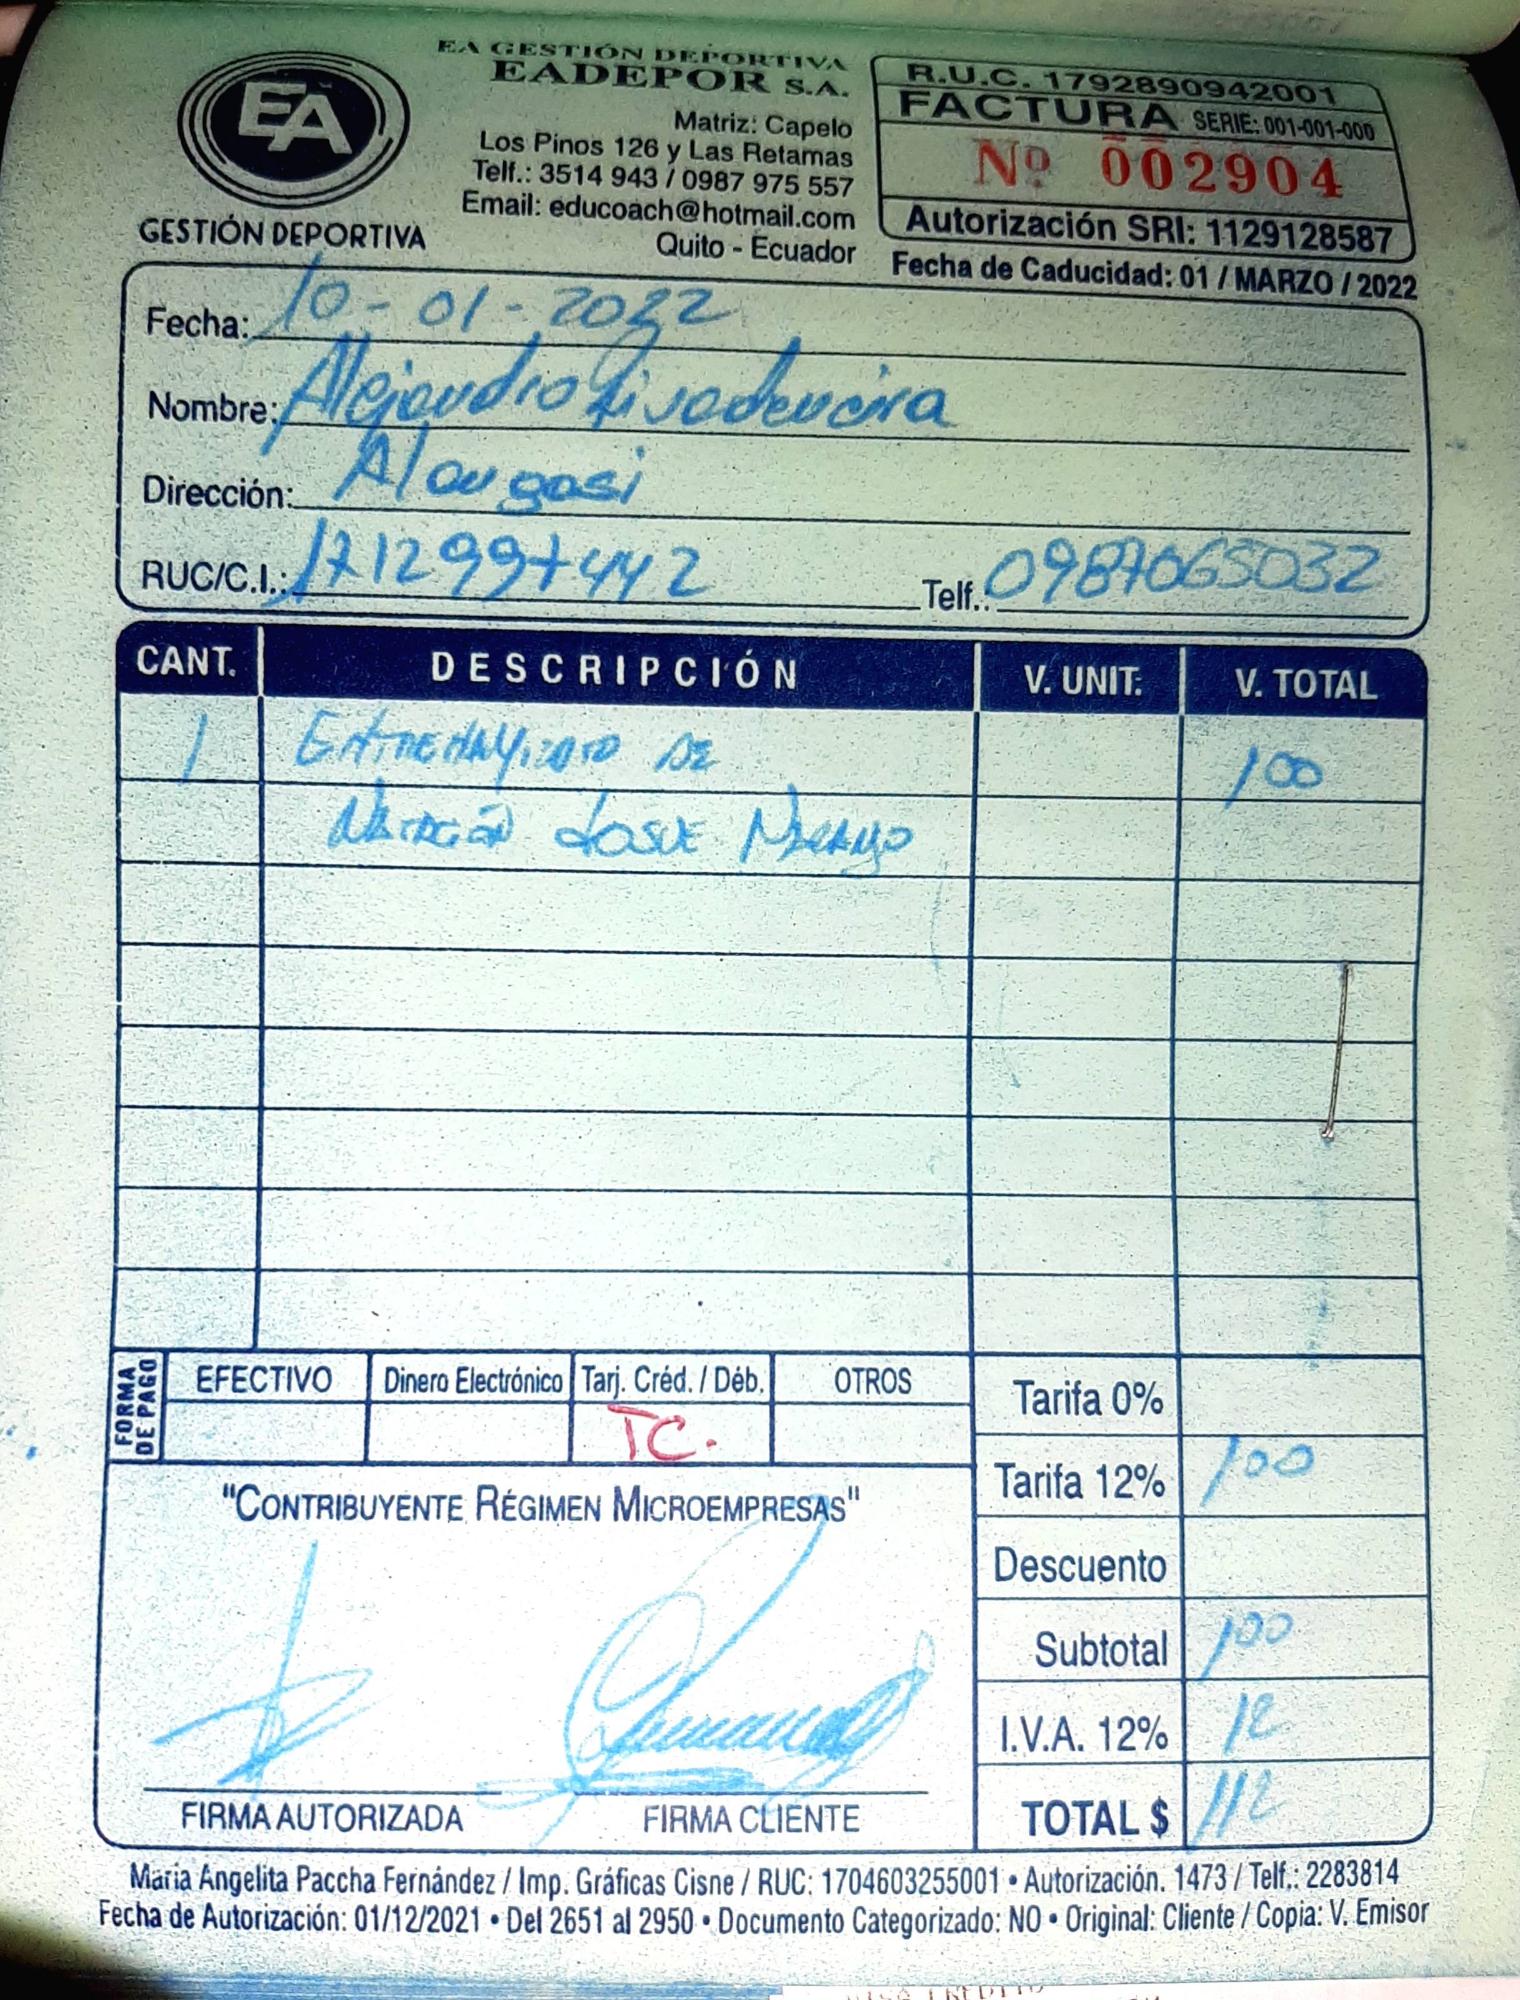 EA
GESTIÓN DEPORTIVA
EA GESTIÓN DEPORTIVA
EADEPOR S.A.
Matriz: Capelo
Los Pinos 126 y Las Retamas
Telf.: 3514 943 / 0987 975 557
Email: educoach@hotmail.com
Quito - Ecuador
R.U.C. 1792890942001
FACTURA SERIE: 001-001-000
Nº 002904
Autorización SRI: 1129128587
Fecha de Caducidad: 01 / MARZO / 2022
Fecha: 10-01-2022
Nombre: Alejandro Rivadeneira
Dirección: Alangasi
RUC/C.I.: 1712997442 Telf.: 0987065032
CANT. DESCRIPCIÓN V. UNIT. V. TOTAL
1 Entrenamiento de 100
Natación Josue Naranjo
FORMA DE PAGO EFECTIVO Dinero Electrónico Tarj. Créd. / Déb. OTROS
TC.
Tarifa 0%
Tarifa 12% 100
Descuento
Subtotal 100
I.V.A. 12% 12
TOTAL $ 112
"CONTRIBUYENTE RÉGIMEN MICROEMPRESAS"
FIRMA AUTORIZADA FIRMA CLIENTE
María Angelita Paccha Fernández / Imp. Gráficas Cisne / RUC: 1704603255001 • Autorización. 1473 / Telf.: 2283814
Fecha de Autorización: 01/12/2021 • Del 2651 al 2950 • Documento Categorizado: NO • Original: Cliente / Copia: V. Emisor